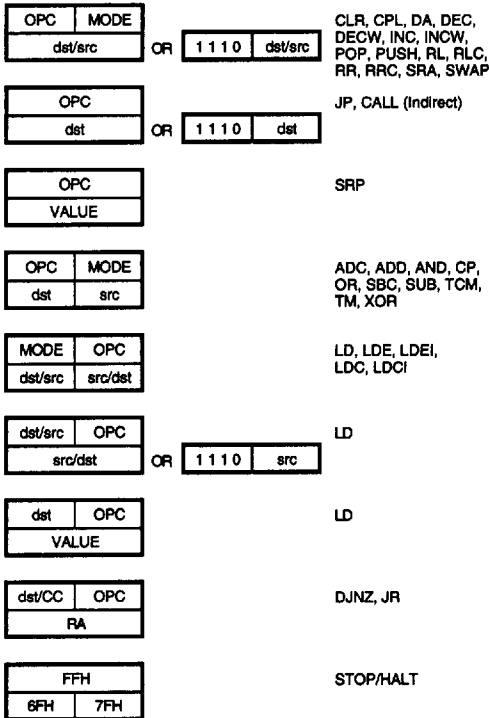 OPC MODE
dst/src OR 1110 dst/src
CLR, CPL, DA, DEC,
DECW, INC, INCW,
POP, PUSH, RL, RLC,
RR, RRC, SRA, SWAP
OPC
dst OR 1110 dst
JP, CALL (Indirect)
OPC
VALUE
SRP
OPC MODE
dst src
ADC, ADD, AND, CP,
OR, SBC, SUB, TCM,
TM, XOR
MODE OPC
dst/src src/dst
LD, LDE, LDEI,
LDC, LDCI
dst/src OPC
src/dst OR 1110 src
LD
dst OPC
VALUE
LD
dst/CC OPC
RA
DJNZ, JR
FFH
6FH 7FH
STOP/HALT